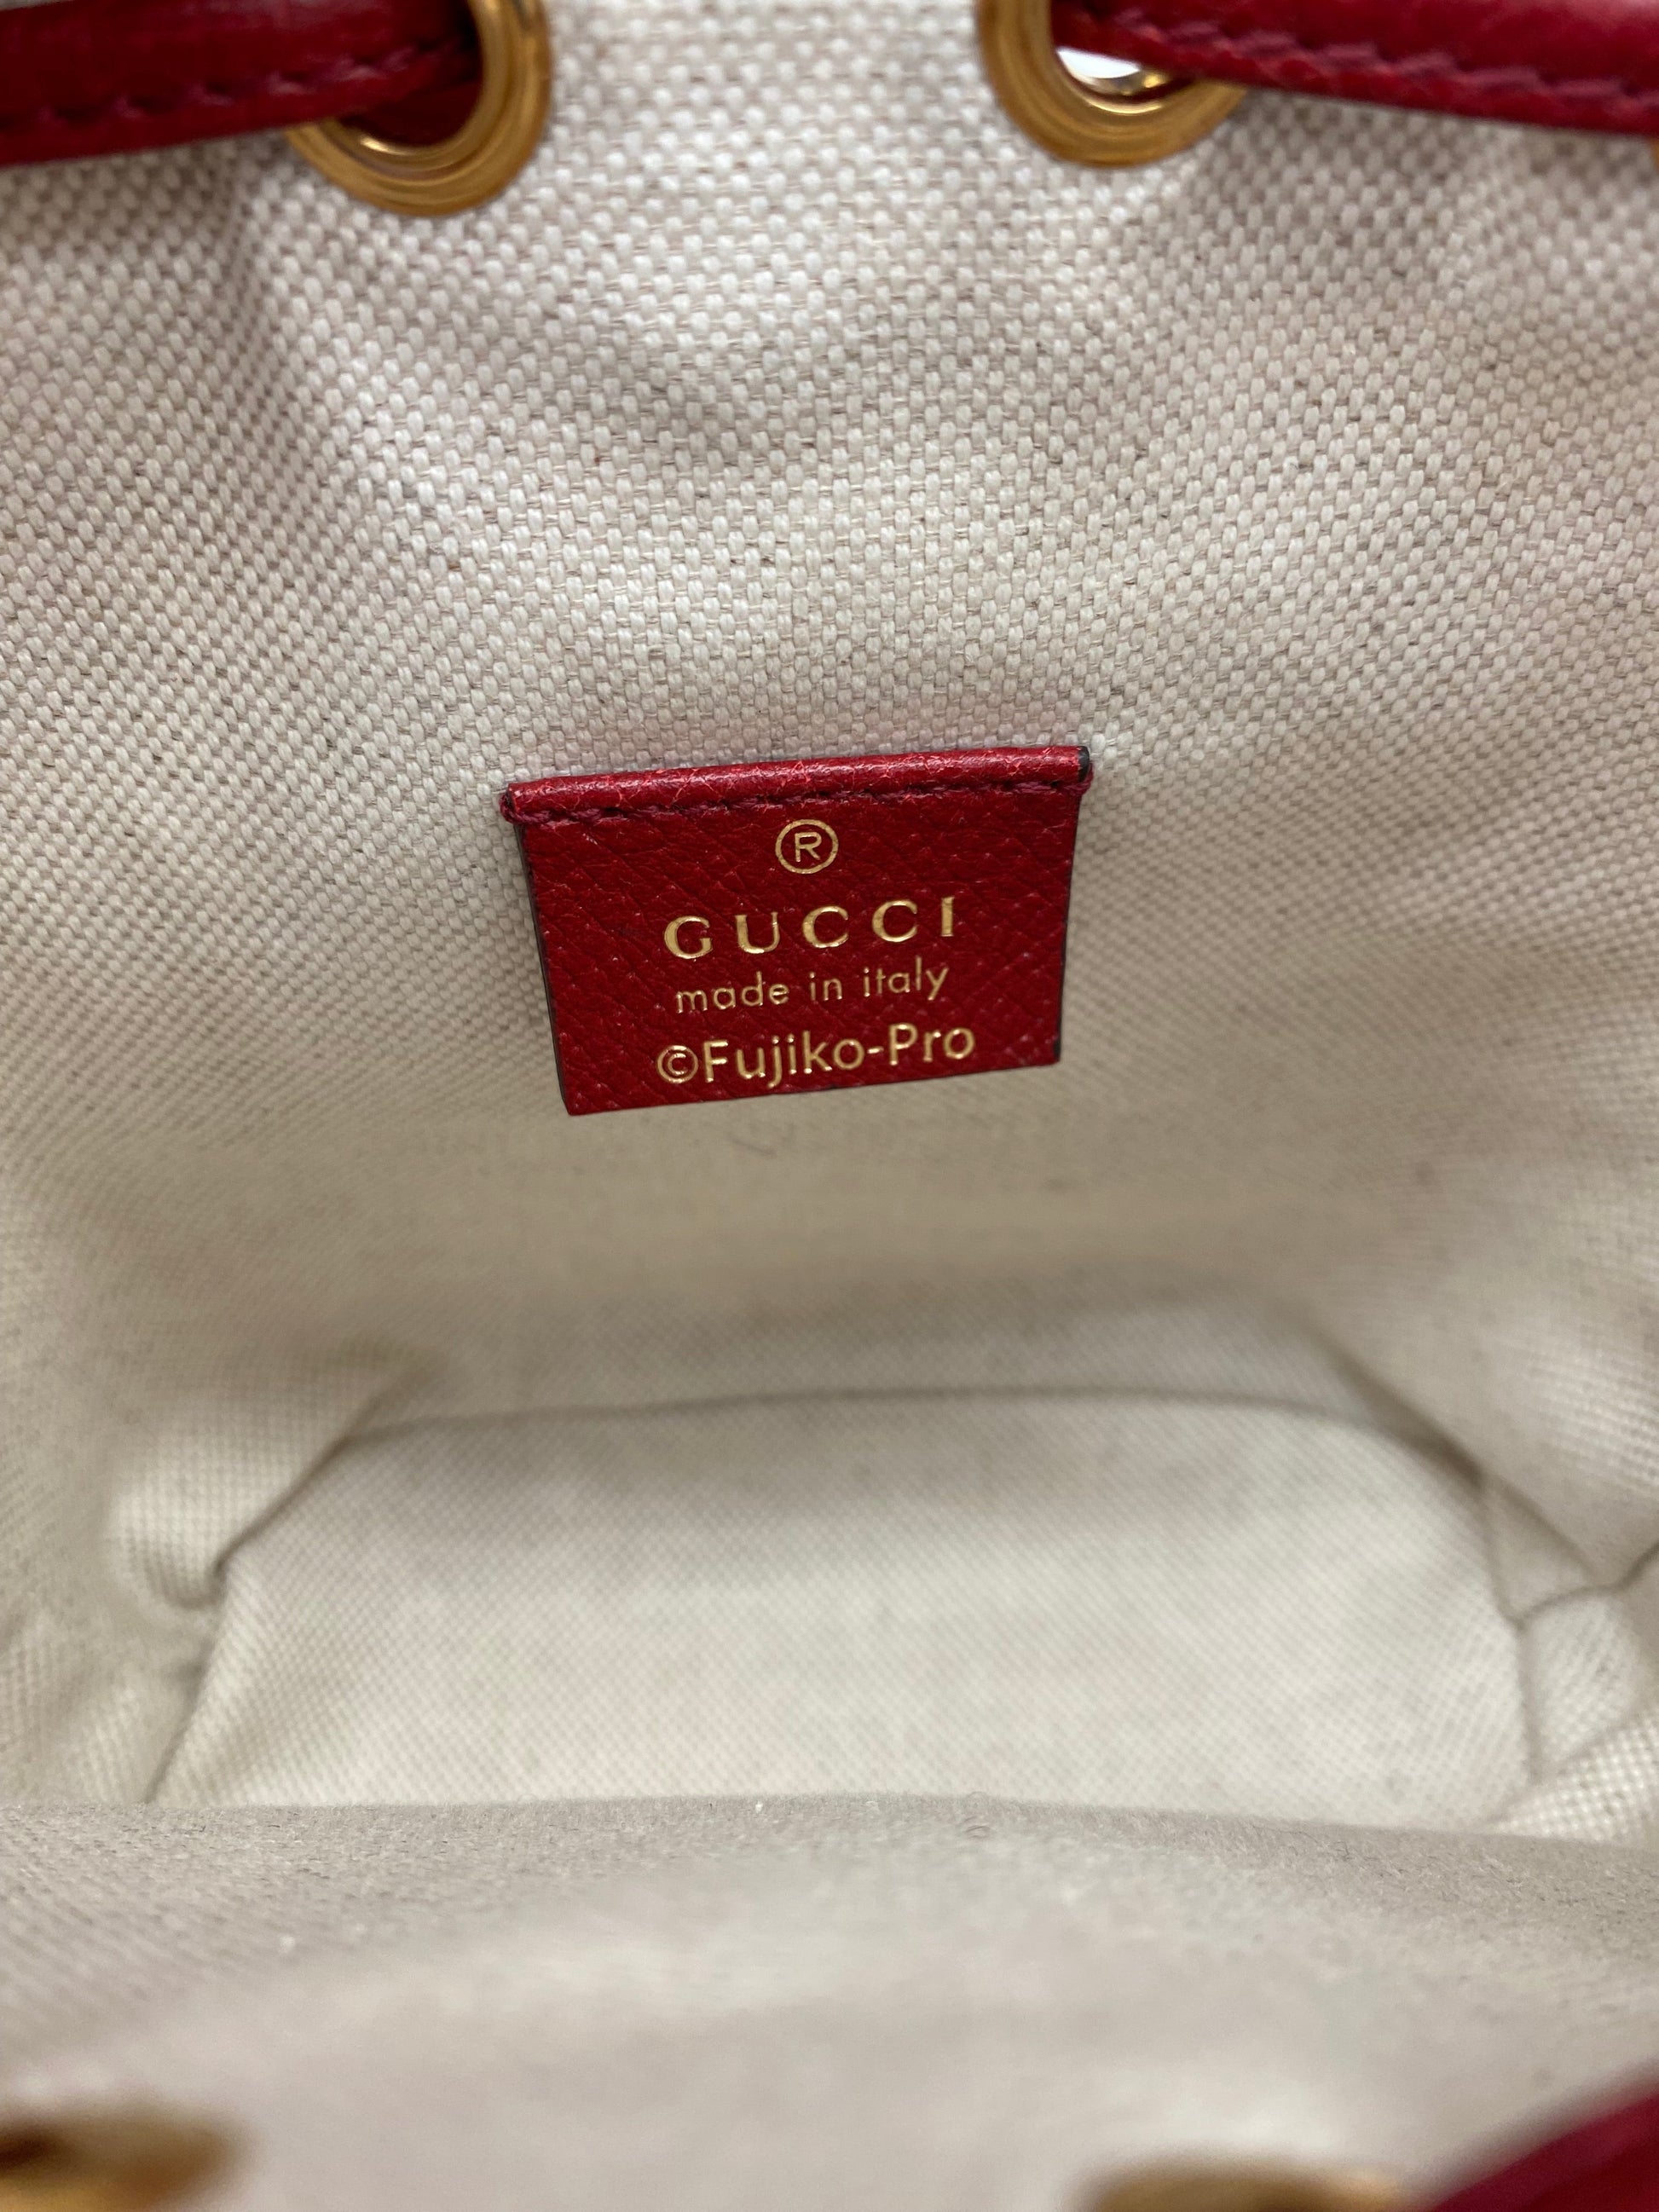 ®
GUCCI
made in italy
©Fujiko-Pro